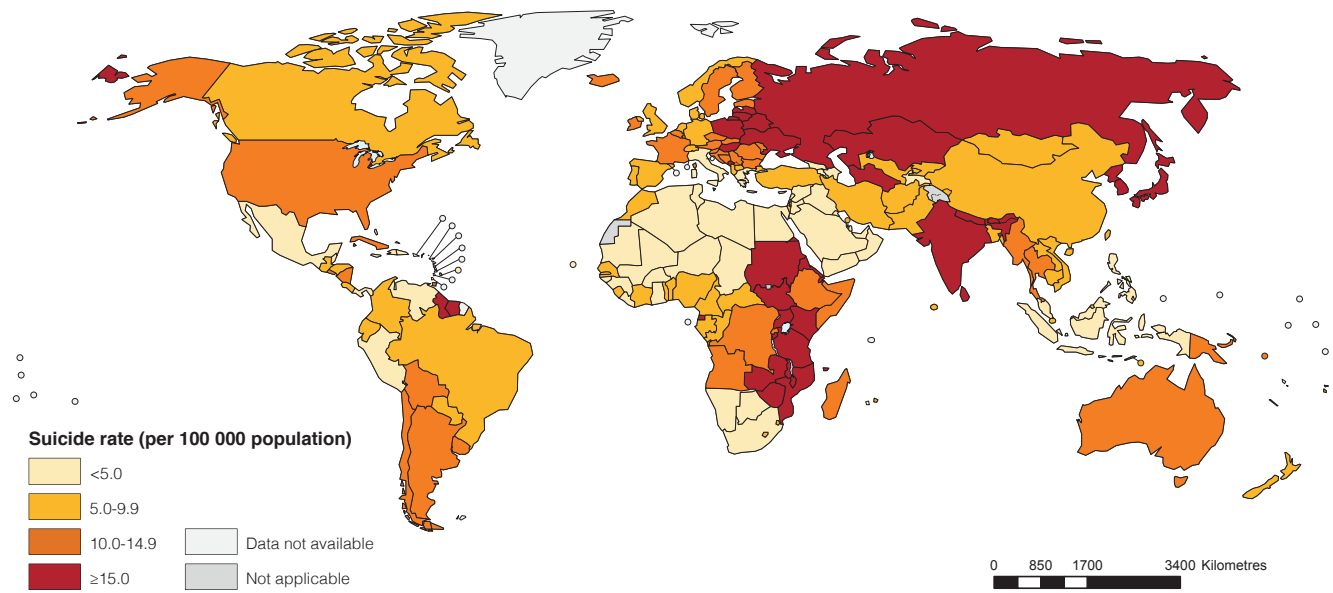 Suicide rate (per 100 000 population)
<5.0
5.0-9.9
10.0-14.9
≥15.0
Data not available
Not applicable
0 850 1700 3400 Kilometres